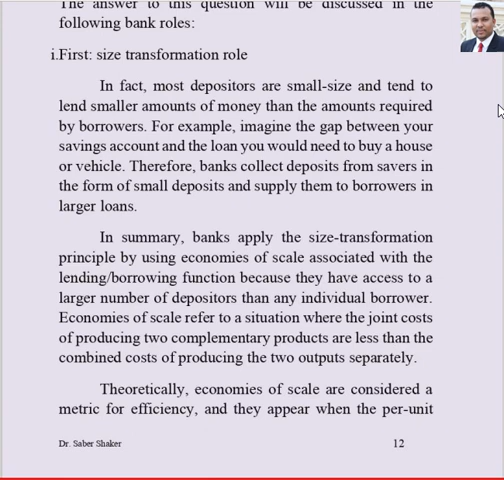 The answer to this question will be discussed in the
following bank roles:
i.First: size transformation role
In fact, most depositors are small-size and tend to
lend smaller amounts of money than the amounts required
by borrowers. For example, imagine the gap between your
savings account and the loan you would need to buy a house
or vehicle. Therefore, banks collect deposits from savers in
the form of small deposits and supply them to borrowers in
larger loans.
In summary, banks apply the size-transformation
principle by using economies of scale associated with the
lending/borrowing function because they have access to a
larger number of depositors than any individual borrower.
Economies of scale refer to a situation where the joint costs
of producing two complementary products are less than the
combined costs of producing the two outputs separately.
Theoretically, economies of scale are considered a
metric for efficiency, and they appear when the per-unit
Dr. Saber Shaker 12